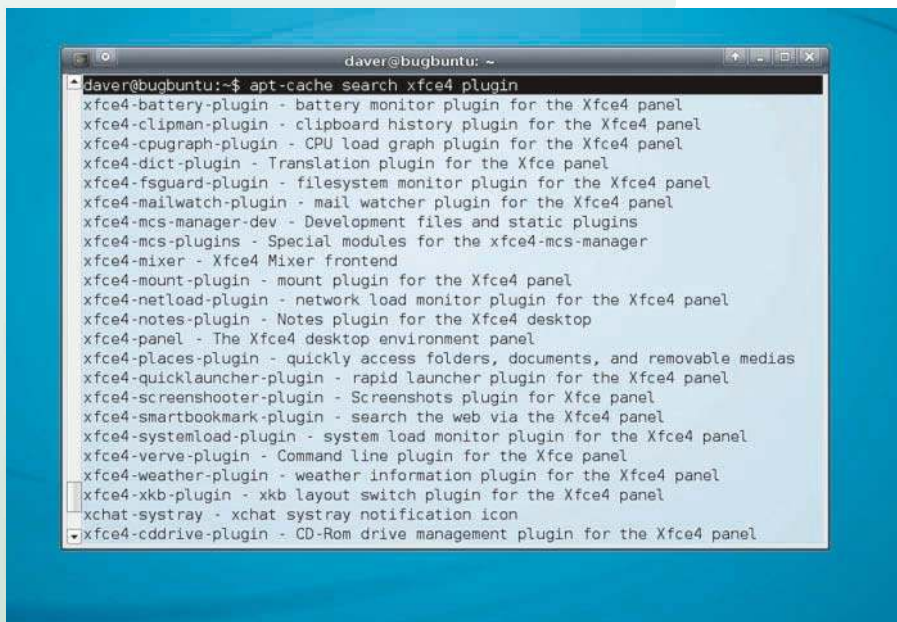 daver@bugbuntu: ~
daver@bugbuntu:~$ apt-cache search xfce4 plugin
xfce4-battery-plugin - battery monitor plugin for the Xfce4 panel
xfce4-clipman-plugin - clipboard history plugin for the Xfce4 panel
xfce4-cpugraph-plugin - CPU load graph plugin for the Xfce4 panel
xfce4-dict-plugin - Translation plugin for the Xfce panel
xfce4-fsguard-plugin - filesystem monitor plugin for the Xfce4 panel
xfce4-mailwatch-plugin - mail watcher plugin for the Xfce4 panel
xfce4-mcs-manager-dev - Development files and static plugins
xfce4-mcs-plugins - Special modules for the xfce4-mcs-manager
xfce4-mixer - Xfce4 Mixer frontend
xfce4-mount-plugin - mount plugin for the Xfce4 panel
xfce4-netload-plugin - network load monitor plugin for the Xfce4 panel
xfce4-notes-plugin - Notes plugin for the Xfce4 desktop
xfce4-panel - The Xfce4 desktop environment panel
xfce4-places-plugin - quickly access folders, documents, and removable medias
xfce4-quicklauncher-plugin - rapid launcher plugin for the Xfce4 panel
xfce4-screenshooter-plugin - Screenshots plugin for Xfce panel
xfce4-smartbookmark-plugin - search the web via the Xfce4 panel
xfce4-systemload-plugin - system load monitor plugin for the Xfce4 panel
xfce4-verve-plugin - Command line plugin for the Xfce panel
xfce4-weather-plugin - weather information plugin for the Xfce4 panel
xfce4-xkb-plugin - xkb layout switch plugin for the Xfce4 panel
xchat-systray - xchat systray notification icon
xfce4-cddrive-plugin - CD-Rom drive management plugin for the Xfce4 panel